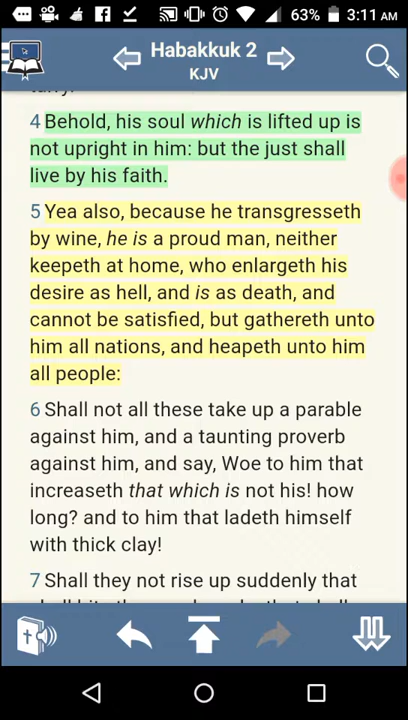 63% 3:11 AM
Habakkuk 2
KJV
4 Behold, his soul which is lifted up is
not upright in him: but the just shall
live by his faith.
5 Yea also, because he transgresseth
by wine, he is a proud man, neither
keepeth at home, who enlargeth his
desire as hell, and is as death, and
cannot be satisfied, but gathereth unto
him all nations, and heapeth unto him
all people:
6 Shall not all these take up a parable
against him, and a taunting proverb
against him, and say, Woe to him that
increaseth that which is not his! how
long? and to him that ladeth himself
with thick clay!
7 Shall they not rise up suddenly that